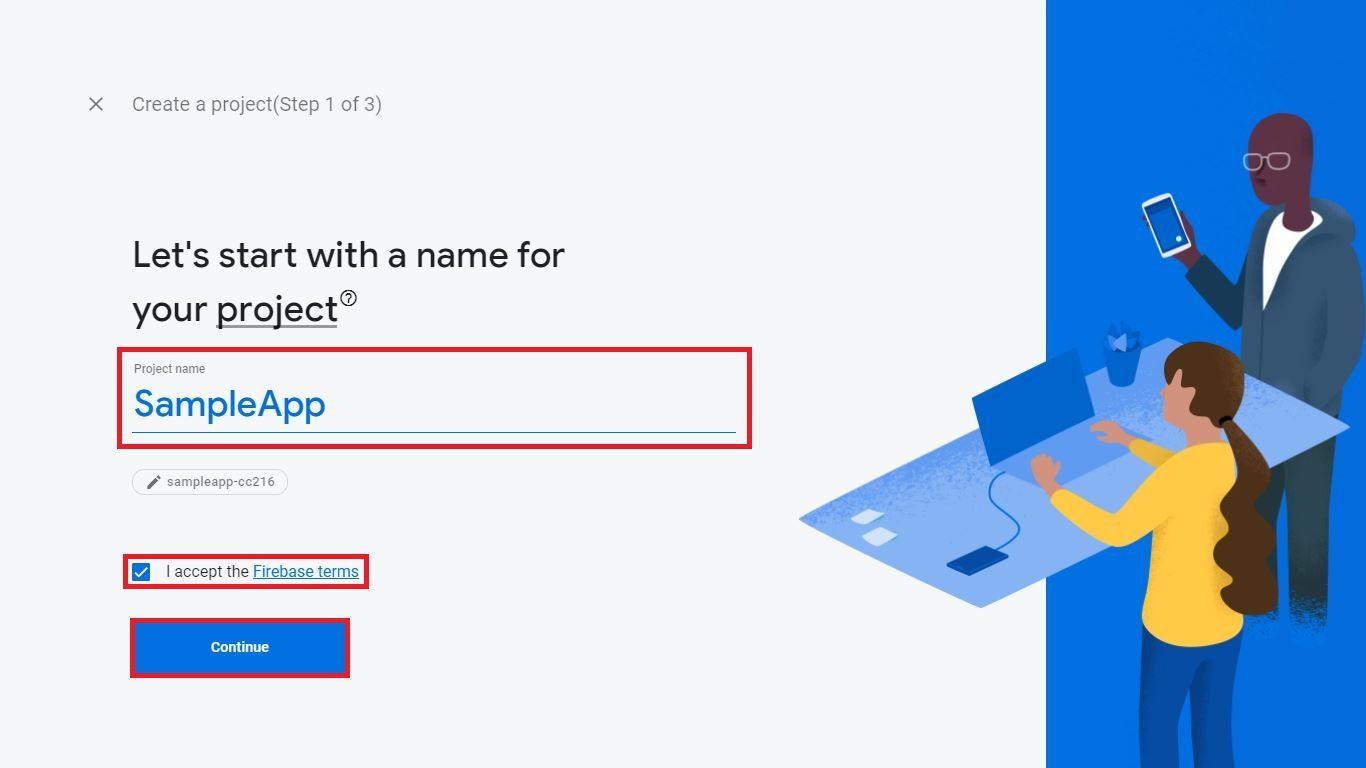 Create a project(Step 1 of 3)
Let's start with a name for
your project
Project name
SampleApp
sampleapp-cc216
I accept the Firebase terms
Continue